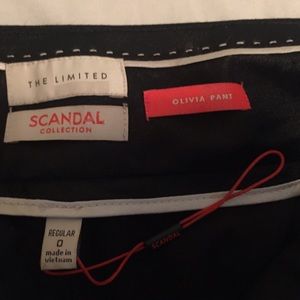 THE LIMITED
SCANDAL
COLLECTION
OLIVIA PANT
REGULAR
0
made in
vietnam
SCANDAL